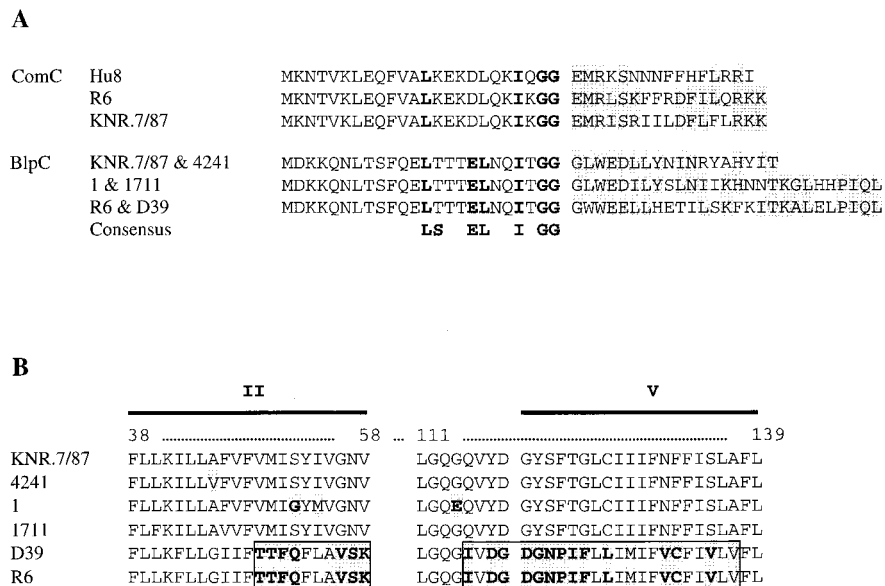 A
ComC Hu8 MKNTVKLEQFVALKEKDLQKIQGG EMRKSNNNFFHFLRRI
R6 MKNTVKLEQFVALKEKDLQKIKGG EMRLSKFFRDFILQRKK
KNR.7/87 MKNTVKLEQFVALKEKDLQKIKGG EMRISRIILDFLFLRKK
BlpC KNR.7/87 & 4241 MDKKQNLTSFQELTTTELNQITGG GLWEDLLYNINRYAHYIT
1 & 1711 MDKKQNLTSFQELTTTELNQITGG GLWEDILYSLNIIKHNNTKGLHHPIQL
R6 & D39 MDKKQNLTSFQELTTTELNQITGG GWWEELLHETILSKFKITKALELPIQL
Consensus LS EL I GG
B
II V
38 ........................... 58 ... 111 ............................................. 139
KNR.7/87 FLLKILLAFVFVMISYIVGNV LGQGQVYD GYSFTGLCIIIFNFFISLAFL
4241 FLLKILLVFVFVMISYIVGNV LGQGQVYD GYSFTGLCIIIFNFFISLAFL
1 FLLKILLAFVFVMIGYMVGNV LGQEQVYD GYSFTGLCIIIFNFFISLAFL
1711 FLFKILLAVVFVMISYIVGNV LGQGQVYD GYSFTGLCIIIFNFFISLAFL
D39 FLLKFLLGIIFTTFQFLAVSK LGQGIVDG DGNPIFLLIMIFVCFIVLVFL
R6 FLLKFLLGIIFTTFQFLAVSK LGQGIVDG DGNPIFLLIMIFVCFIVLVFL